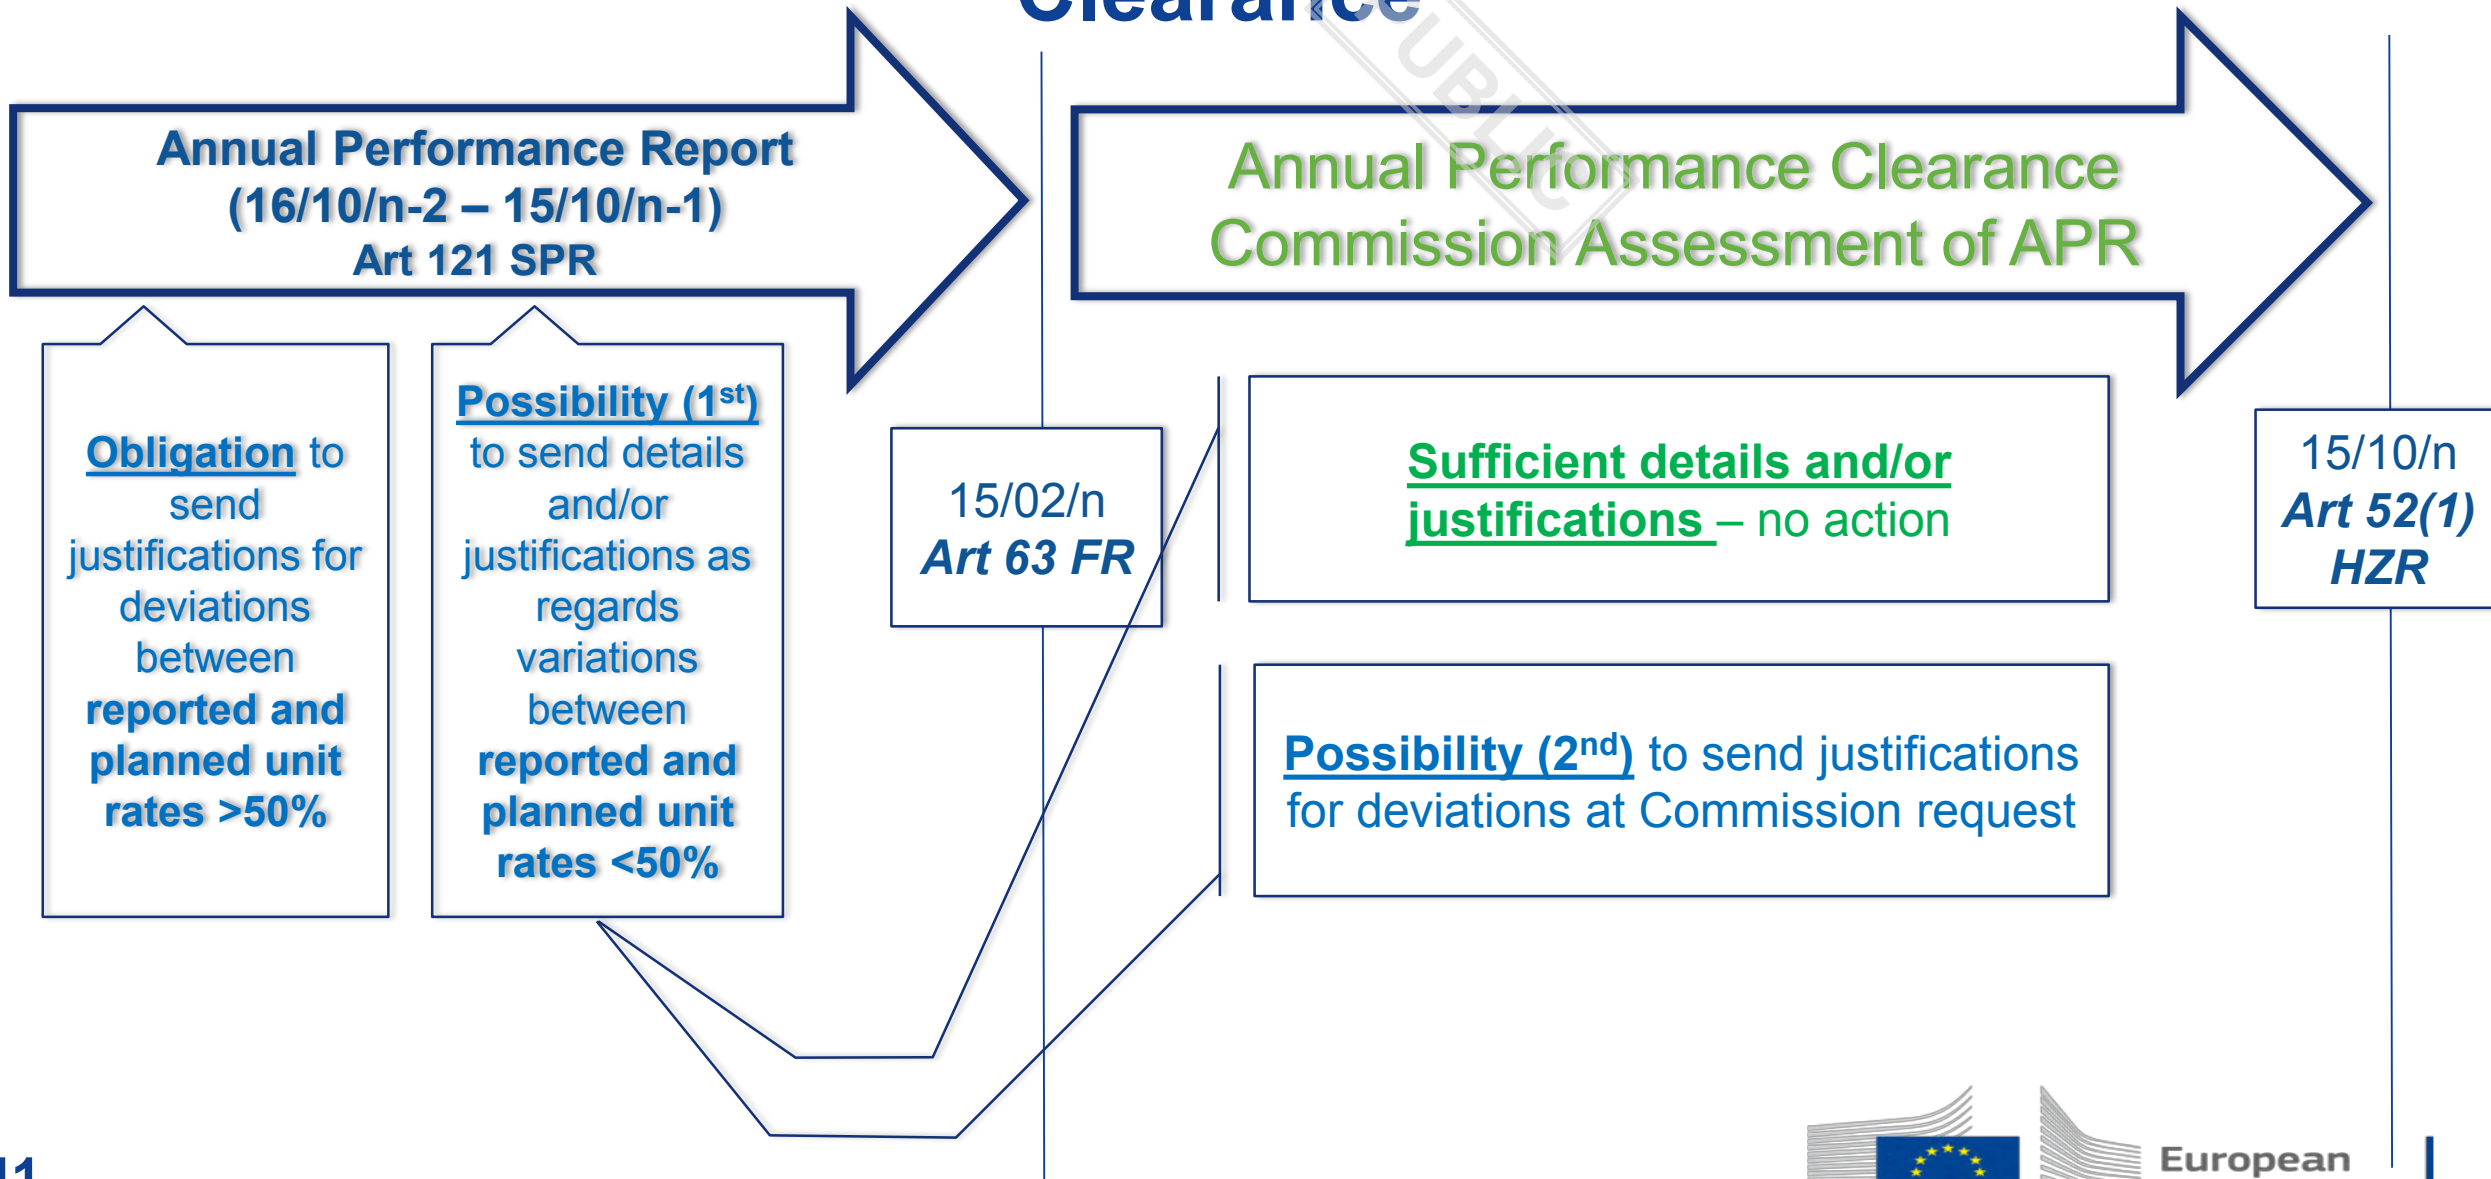 Clearance
PUBLIC
Annual Performance Report
(16/10/n-2 – 15/10/n-1)
Art 121 SPR
Annual Performance Clearance
Commission Assessment of APR
Obligation to
send
justifications for
deviations
between
reported and
planned unit
rates >50%
Possibility (1st)
to send details
and/or
justifications as
regards
variations
between
reported and
planned unit
rates <50%
15/02/n
Art 63 FR
Sufficient details and/or
justifications – no action
Possibility (2nd) to send justifications
for deviations at Commission request
15/10/n
Art 52(1)
HZR
11
European